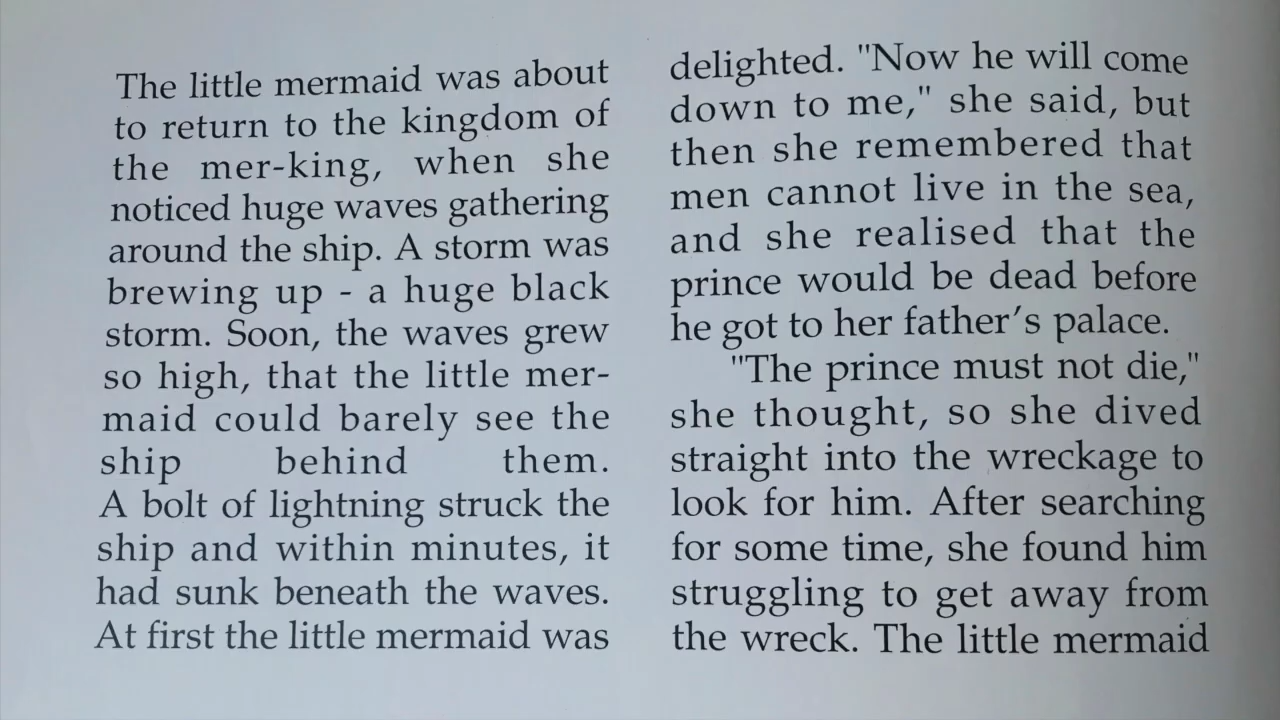 The little mermaid was about
to return to the kingdom of
the mer-king, when she
noticed huge waves gathering
around the ship. A storm was
brewing up - a huge black
storm. Soon, the waves grew
so high, that the little mer-
maid could barely see the
ship behind them.
A bolt of lightning struck the
ship and within minutes, it
had sunk beneath the waves.
At first the little mermaid was
delighted. "Now he will come
down to me," she said, but
then she remembered that
men cannot live in the sea,
and she realised that the
prince would be dead before
he got to her father's palace.
"The prince must not die,"
she thought, so she dived
straight into the wreckage to
look for him. After searching
for some time, she found him
struggling to get away from
the wreck. The little mermaid